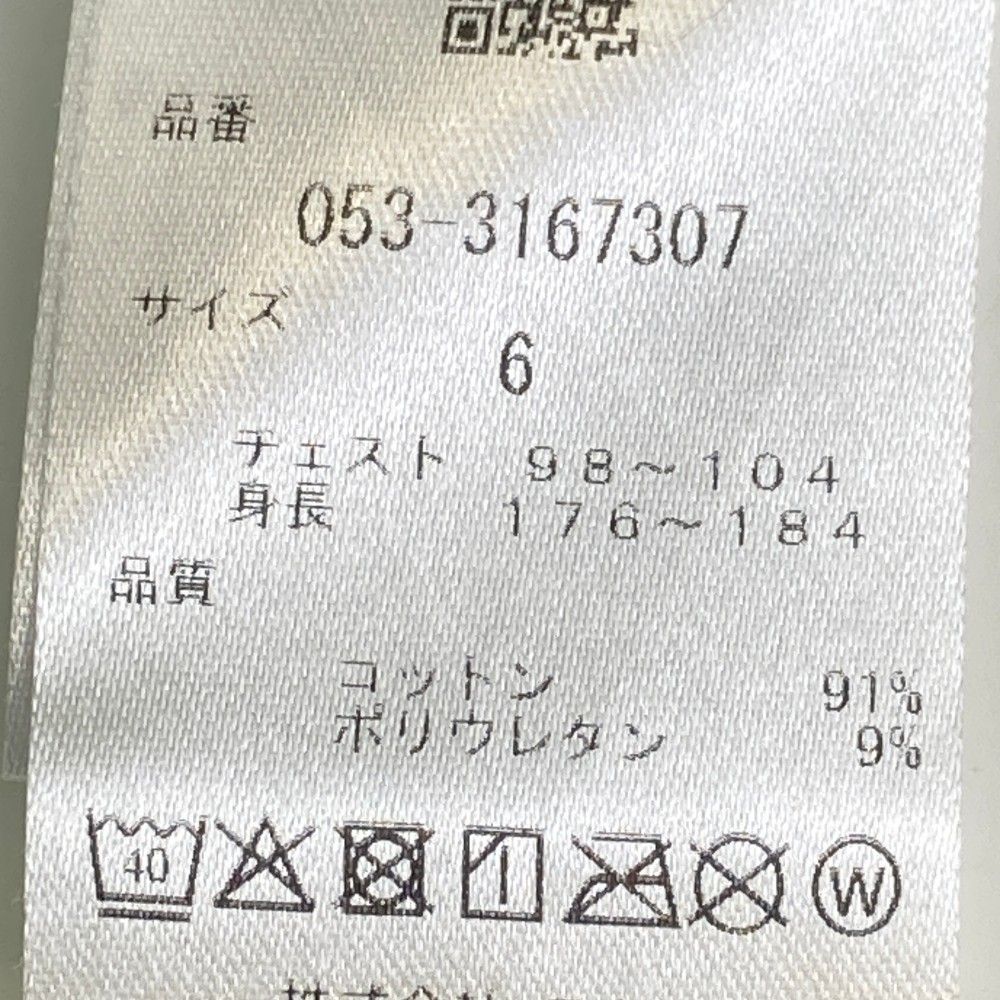 品番
053-3167307
サイズ
6
チェスト 98～104
身長 176～184
品質
コットン 91%
ポリウレタン 9%
40
W